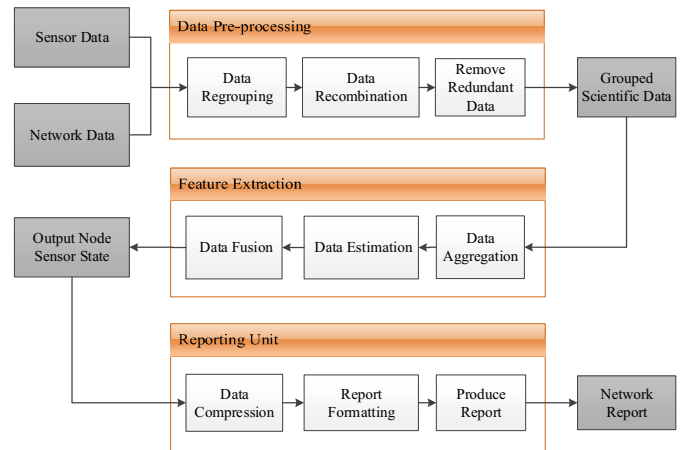 Sensor Data
Network Data
Data Pre-processing
Data
Regrouping
Data
Recombination
Remove
Redundant
Data
Grouped
Scientific Data
Feature Extraction
Output Node
Sensor State
Data Fusion
Data Estimation
Data
Aggregation
Reporting Unit
Data
Compression
Report
Formatting
Produce
Report
Network
Report